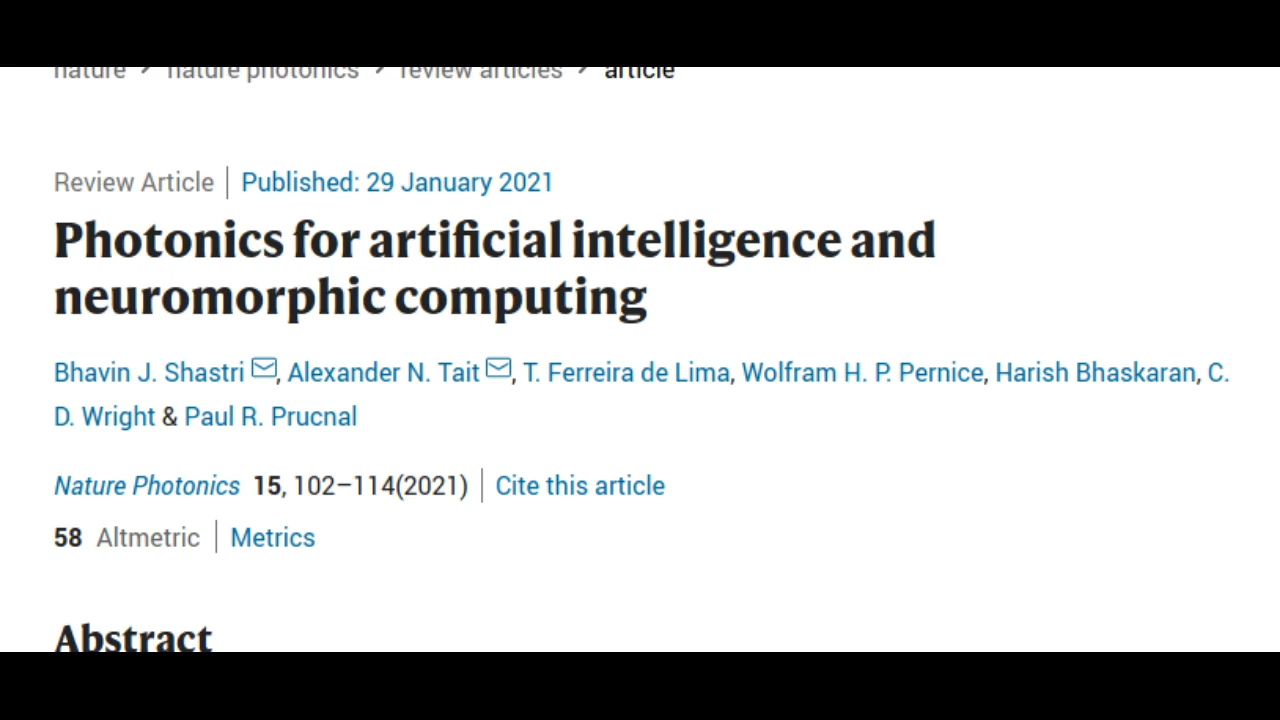 nature > nature photonics > review articles > article
Review Article | Published: 29 January 2021
Photonics for artificial intelligence and
neuromorphic computing
Bhavin J. Shastri, Alexander N. Tait, T. Ferreira de Lima, Wolfram H. P. Pernice, Harish Bhaskaran, C.
D. Wright & Paul R. Prucnal
Nature Photonics 15, 102–114(2021) | Cite this article
58 Altmetric | Metrics
Abstract